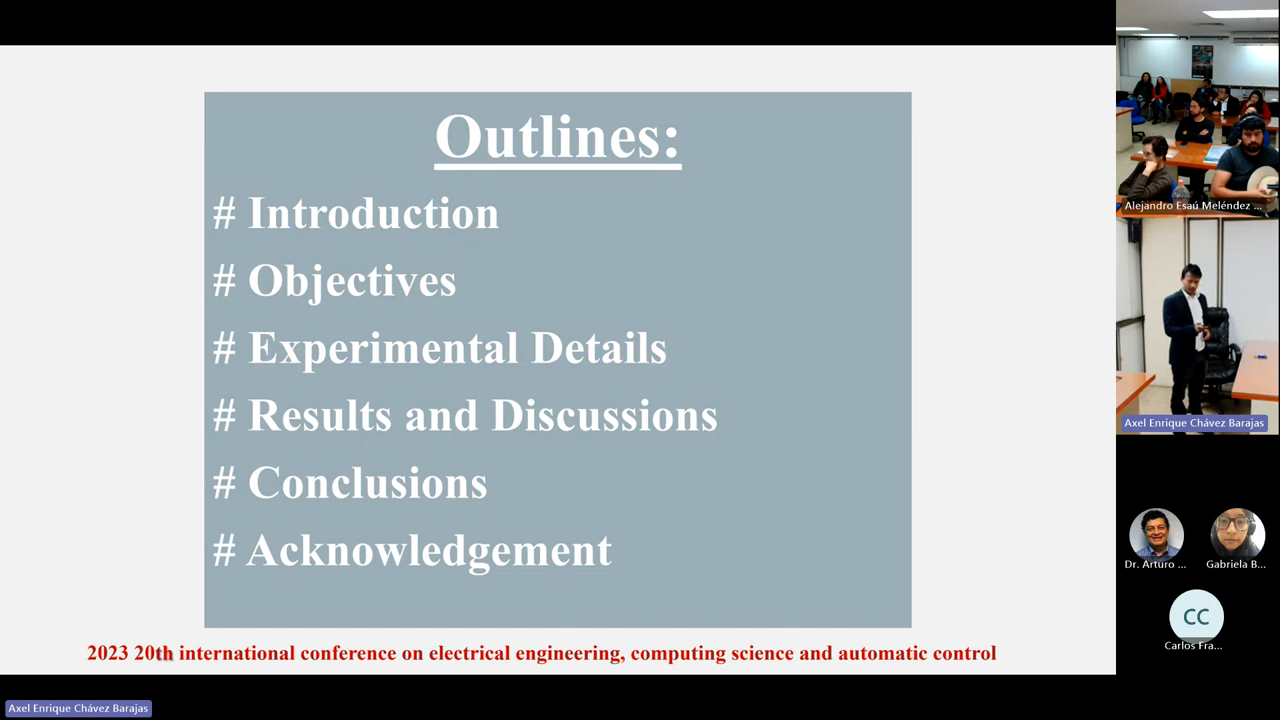 Outlines:
# Introduction
# Objectives
# Experimental Details
# Results and Discussions
# Conclusions
# Acknowledgement
2023 20th international conference on electrical engineering, computing science and automatic control
Alejandro Esaú Meléndez ...
Axel Enrique Chávez Barajas
Dr. Arturo ...
Gabriela B...
CC
Carlos Fra...
Axel Enrique Chávez Barajas